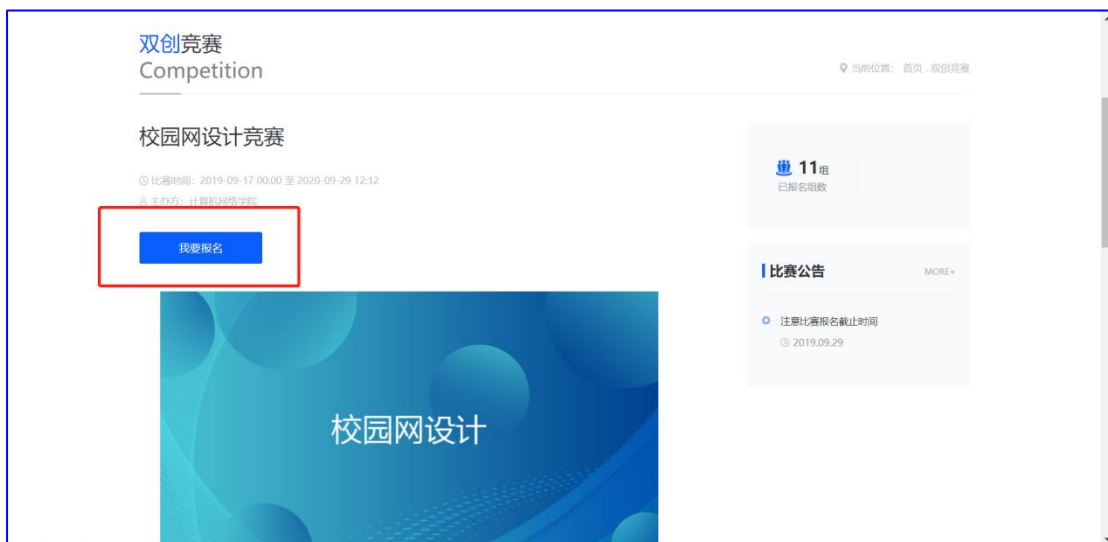 双创竞赛
Competition
当前位置： 首页 . 双创竞赛
校园网设计竞赛
比赛时间：2019-09-17 00:00 至 2020-09-29 12:12
主办方：计算机网络学院
我要报名
校园网设计
11组
已报名组数
比赛公告
MORE+
注意比赛报名截止时间
2019.09.29